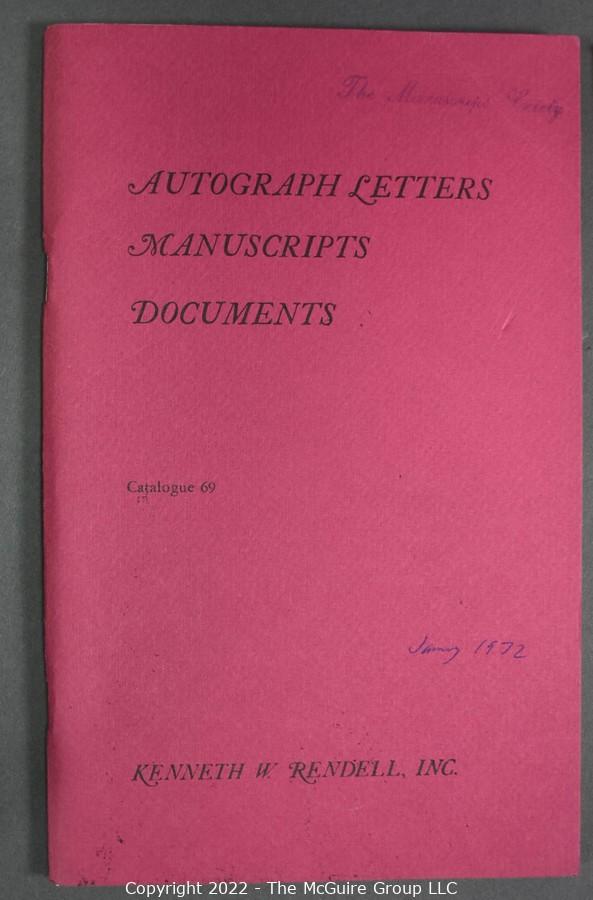 The Manuscript Society
AUTOGRAPH LETTERS
MANUSCRIPTS
DOCUMENTS
Catalogue 69
January 1972
KENNETH W. RENDELL, INC.
Copyright 2022 - The McGuire Group LLC